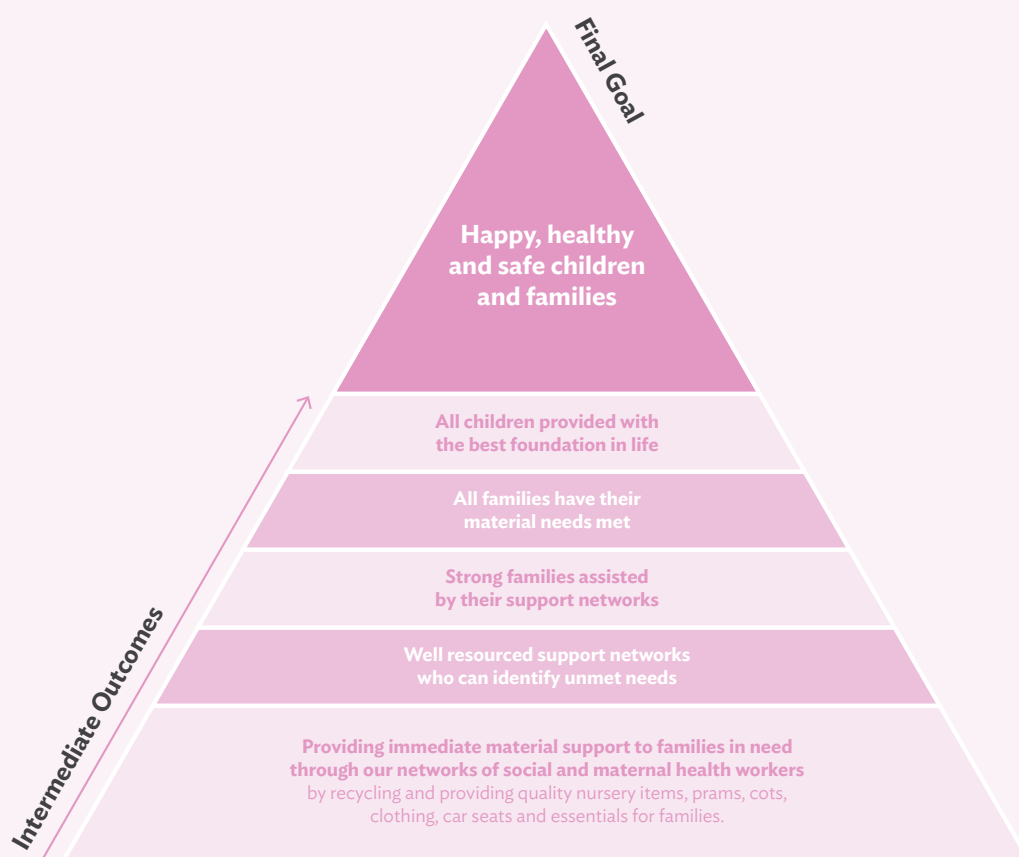 Final Goal
Happy, healthy
and safe children
and families
All children provided with
the best foundation in life
All families have their
material needs met
Strong families assisted
by their support networks
Well resourced support networks
who can identify unmet needs
Intermediate Outcomes
Providing immediate material support to families in need
through our networks of social and maternal health workers
by recycling and providing quality nursery items, prams, cots,
clothing, car seats and essentials for families.